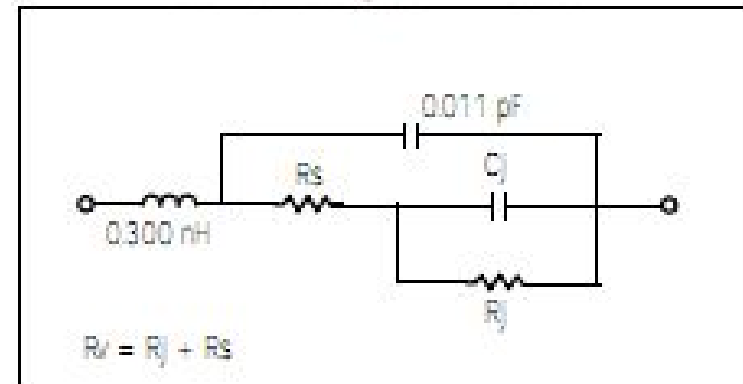 0.011 pF
Rs
Cj
0.300 nH
Rj
Rv = Rj + Rs